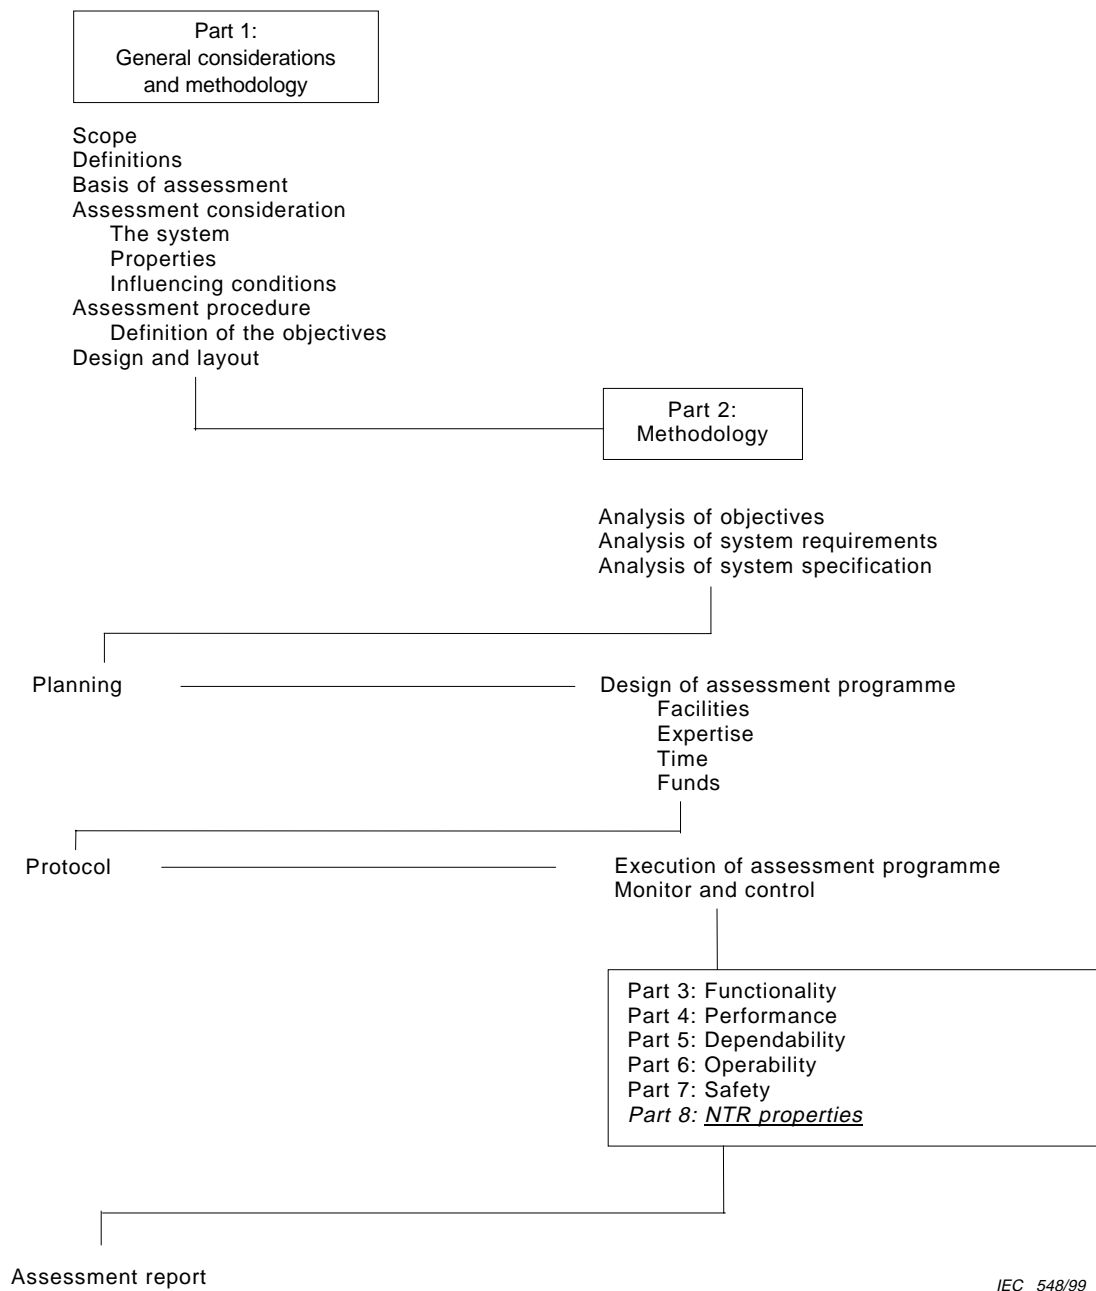 Part 1:
General considerations
and methodology
Scope
Definitions
Basis of assessment
Assessment consideration
The system
Properties
Influencing conditions
Assessment procedure
Definition of the objectives
Design and layout
Part 2:
Methodology
Analysis of objectives
Analysis of system requirements
Analysis of system specification
Planning
Design of assessment programme
Facilities
Expertise
Time
Funds
Protocol
Execution of assessment programme
Monitor and control
Part 3: Functionality
Part 4: Performance
Part 5: Dependability
Part 6: Operability
Part 7: Safety
Part 8: NTR properties
Assessment report
IEC 548/99